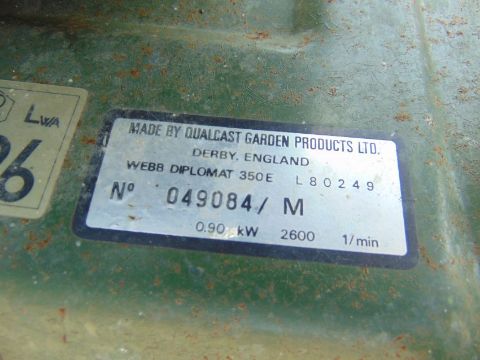 LWA
96
MADE BY QUALCAST GARDEN PRODUCTS LTD.
DERBY, ENGLAND
WEBB DIPLOMAT 350E L80249
Nº 049084/ M
0.90 kW 2600 1/min